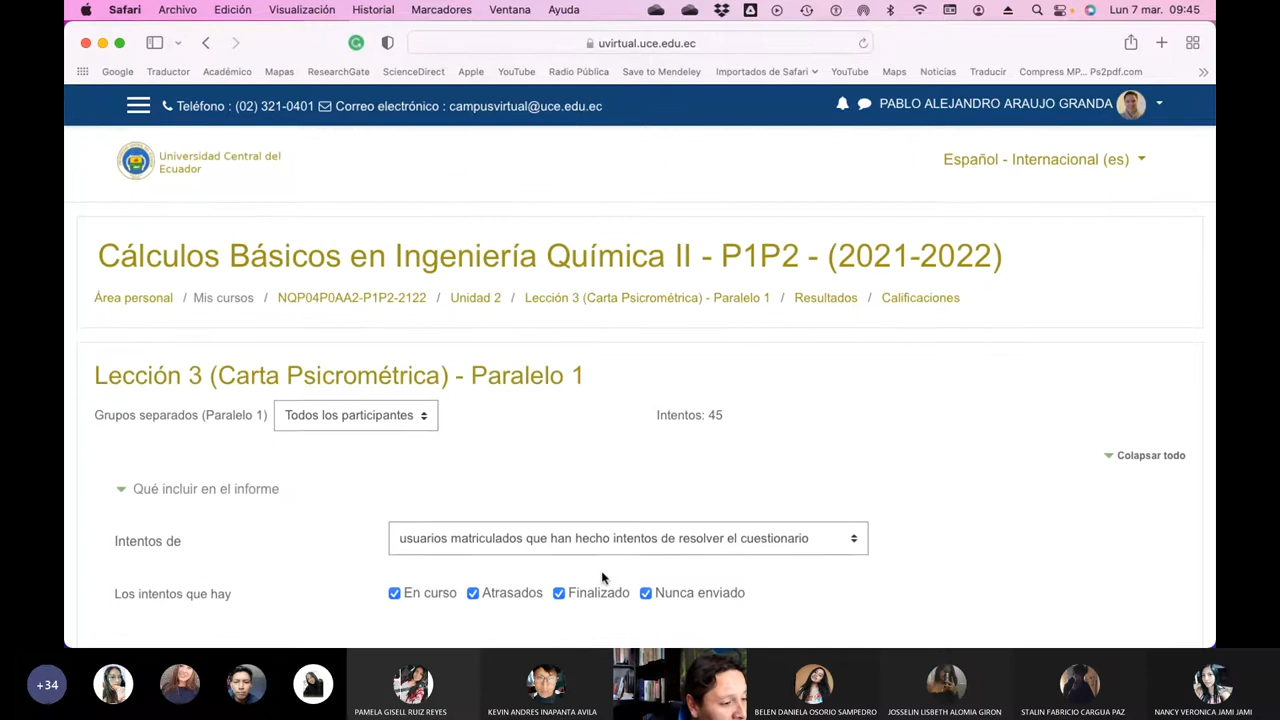 Safari Archivo Edición Visualización Historial Marcadores Ventana Ayuda Lun 7 mar. 09:45
uvirtual.uce.edu.ec
Google Traductor Académico Mapas ResearchGate ScienceDirect Apple YouTube Radio Pública Save to Mendeley Importados de Safari YouTube Maps Noticias Traducir Compress MP... Ps2pdf.com
Teléfono : (02) 321-0401 Correo electrónico : campusvirtual@uce.edu.ec PABLO ALEJANDRO ARAUJO GRANDA
Universidad Central del
Ecuador
Español - Internacional (es)
Cálculos Básicos en Ingeniería Química II - P1P2 - (2021-2022)
Área personal / Mis cursos / NQP04P0AA2-P1P2-2122 / Unidad 2 / Lección 3 (Carta Psicrométrica) - Paralelo 1 / Resultados / Calificaciones
Lección 3 (Carta Psicrométrica) - Paralelo 1
Grupos separados (Paralelo 1) Todos los participantes Intentos: 45
Colapsar todo
Qué incluir en el informe
Intentos de usuarios matriculados que han hecho intentos de resolver el cuestionario
Los intentos que hay En curso Atrasados Finalizado Nunca enviado
+34
PAMELA GISELL RUIZ REYES KEVIN ANDRES INAPANTA AVILA BELEN DANIELA OSORIO SAMPEDRO JOSSELIN LISBETH ALOMIA GIRON STALIN FABRICIO CARGUA PAZ NANCY VERONICA JAMI JAMI